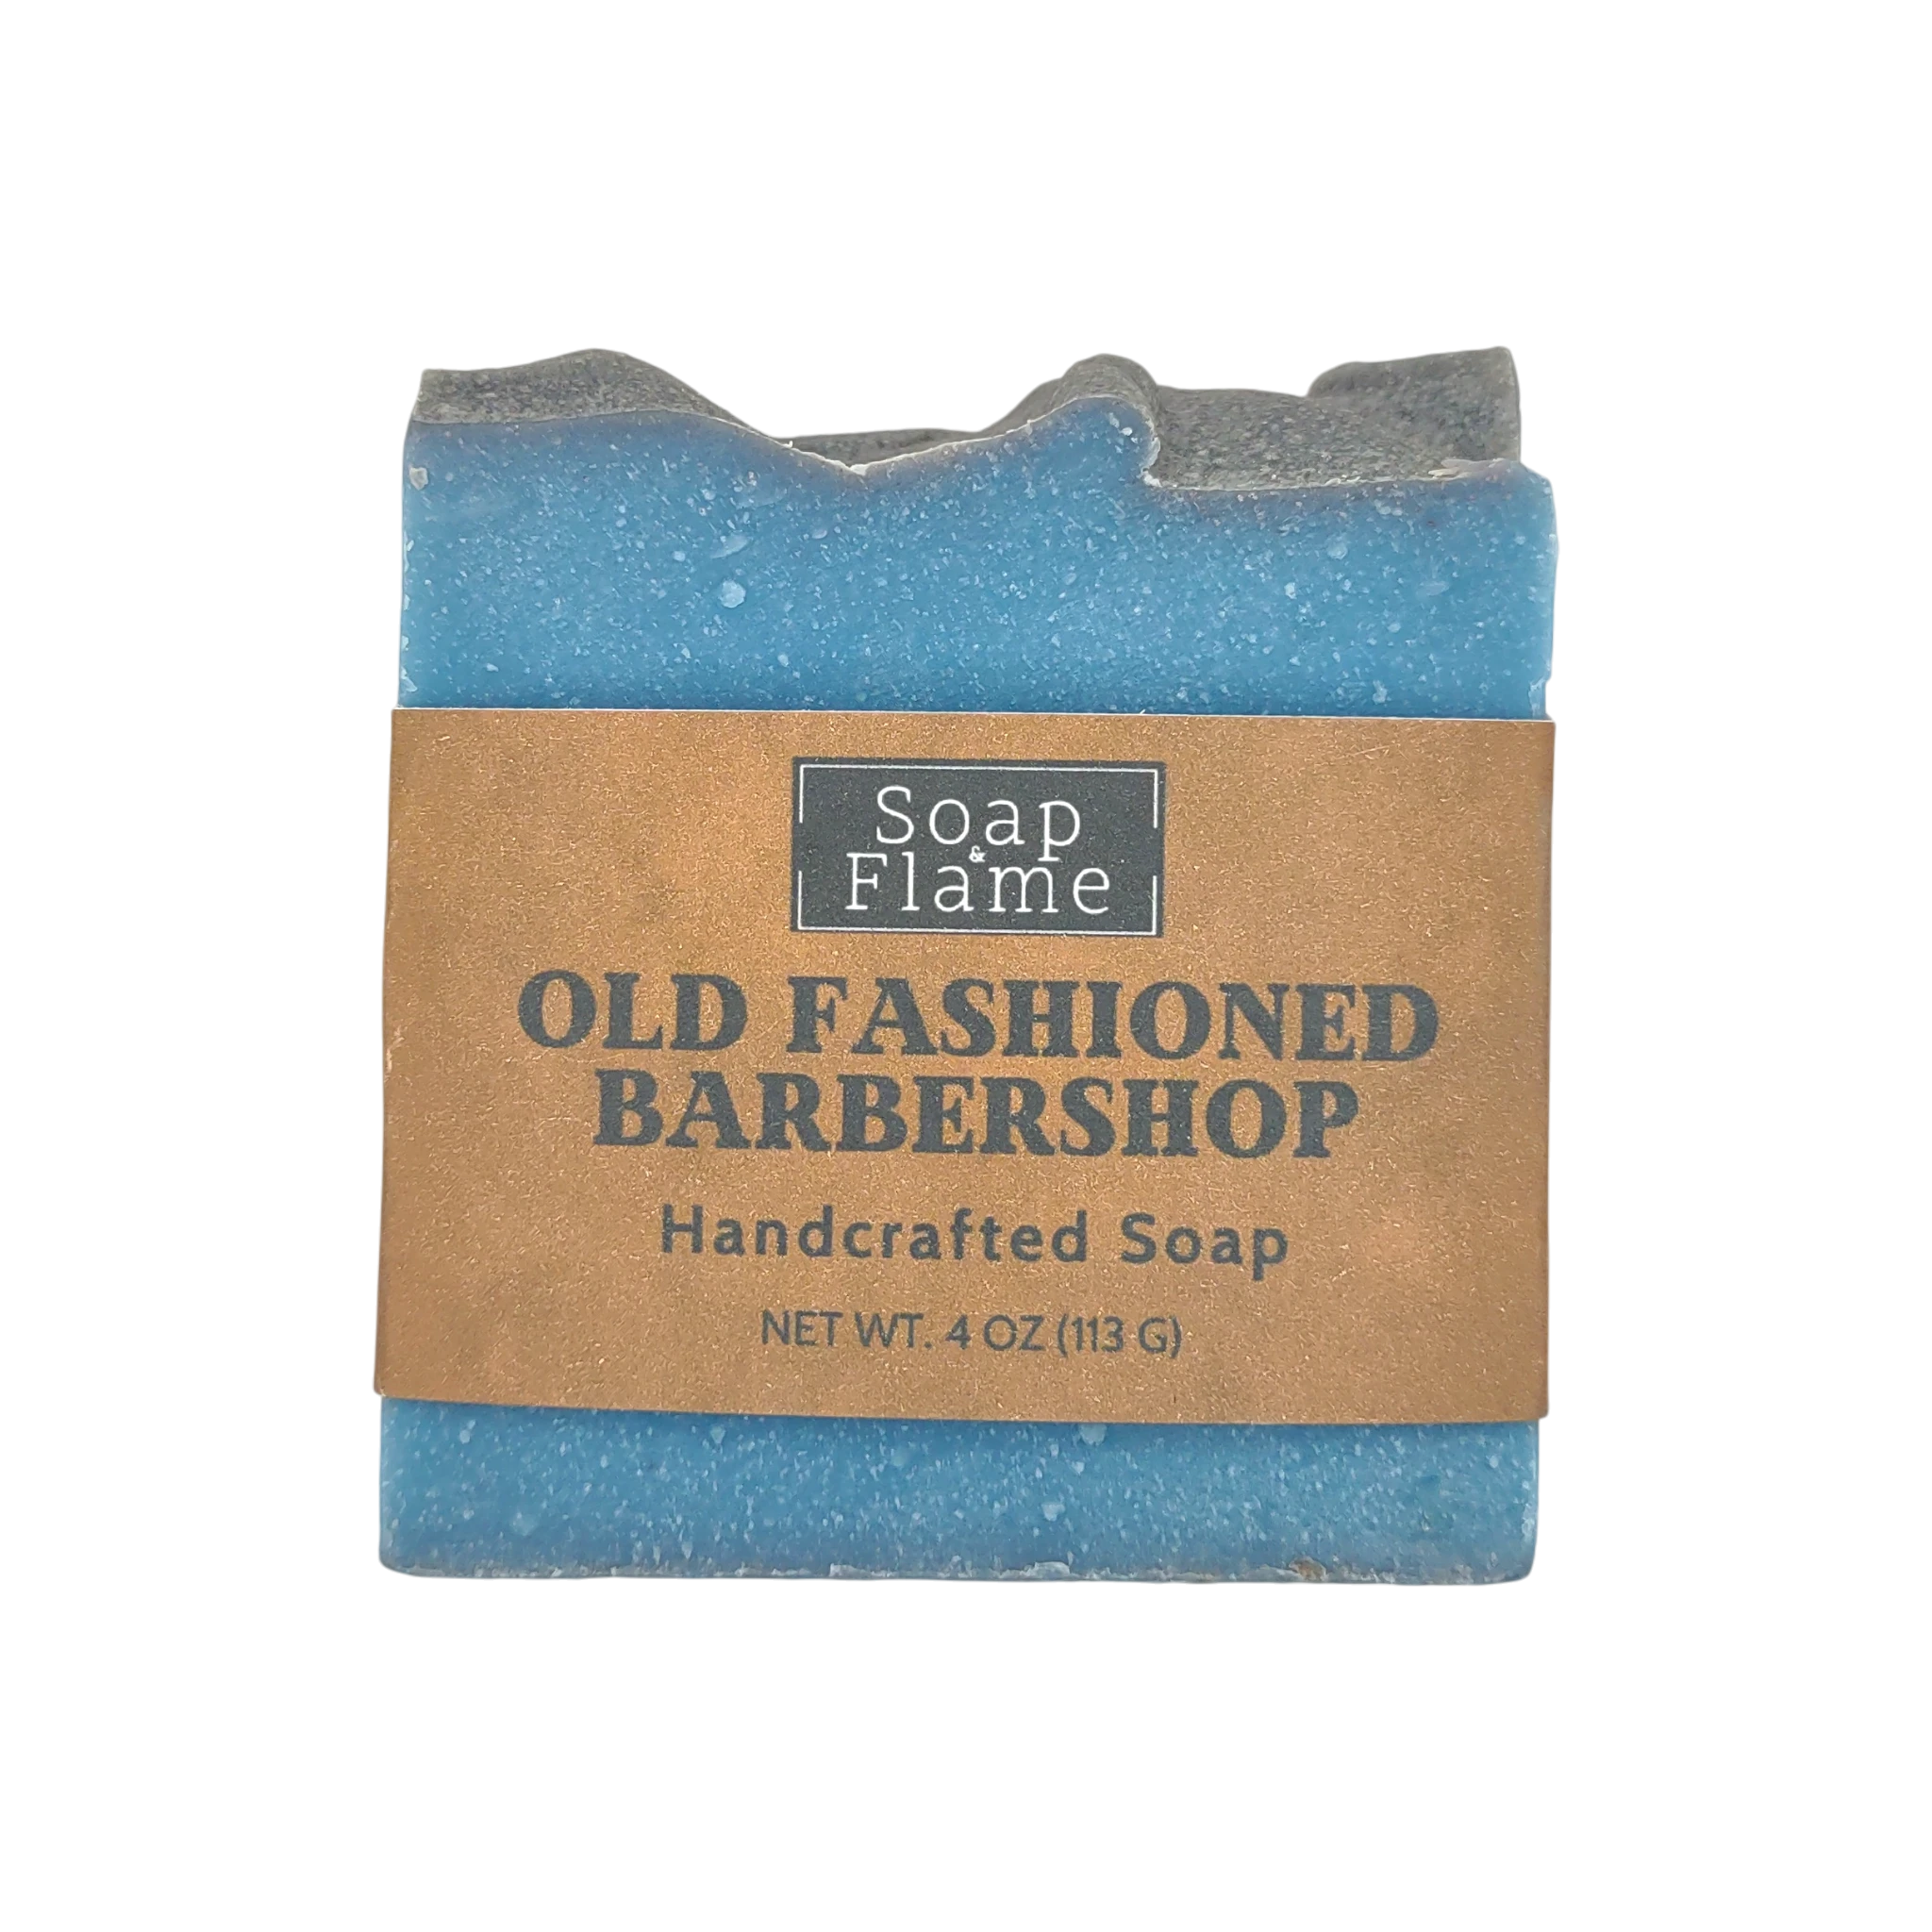 Soap
&
Flame
OLD FASHIONED
BARBERSHOP
Handcrafted Soap
NET WT. 4 OZ (113 G)